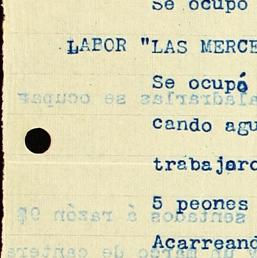 Se ocupo
LABOR "LAS MERCE
Se ocupó
cando agu
trabajaro
5 peones
Acarreand